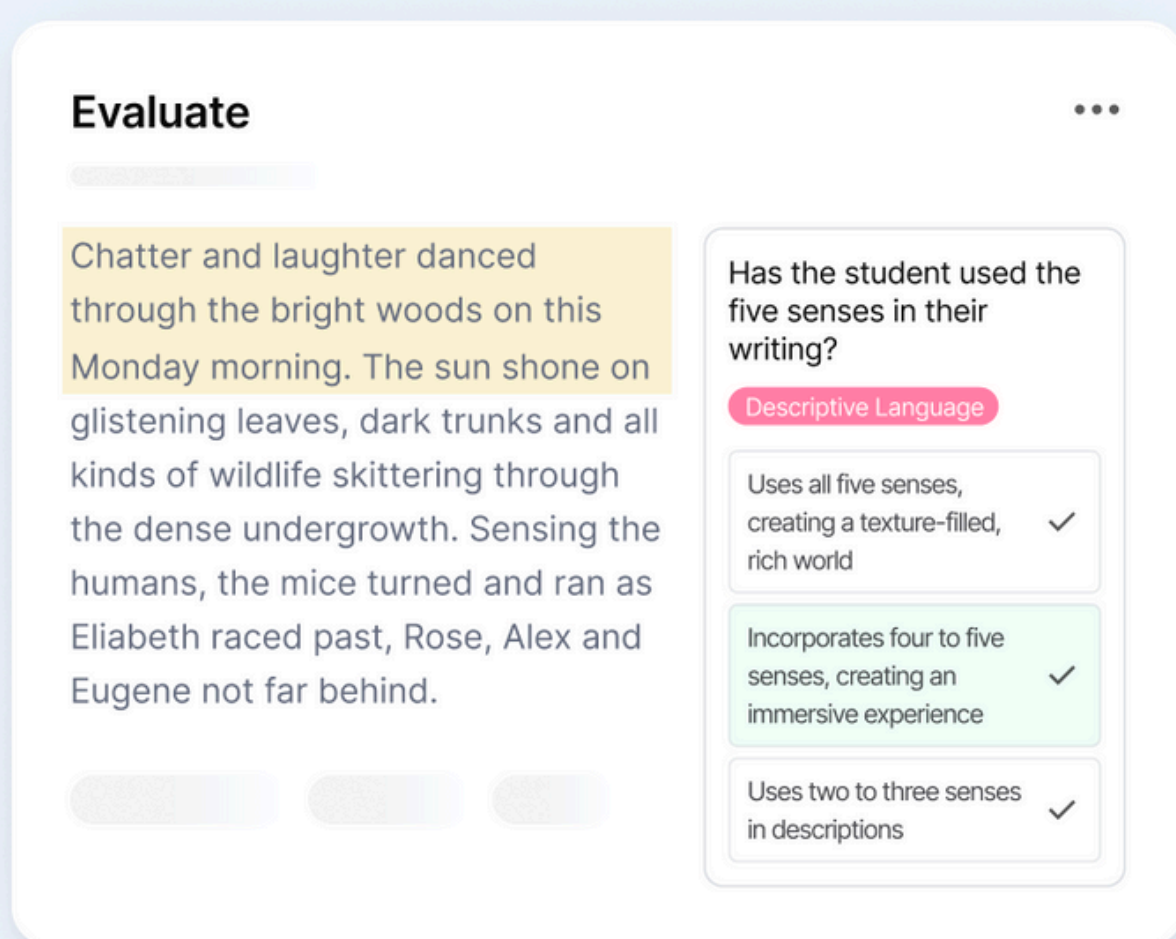 Evaluate
Chatter and laughter danced
through the bright woods on this
Monday morning. The sun shone on
glistening leaves, dark trunks and all
kinds of wildlife skittering through
the dense undergrowth. Sensing the
humans, the mice turned and ran as
Eliabeth raced past, Rose, Alex and
Eugene not far behind.
Has the student used the
five senses in their
writing?
Descriptive Language
Uses all five senses,
creating a texture-filled,
rich world
Incorporates four to five
senses, creating an
immersive experience
Uses two to three senses
in descriptions